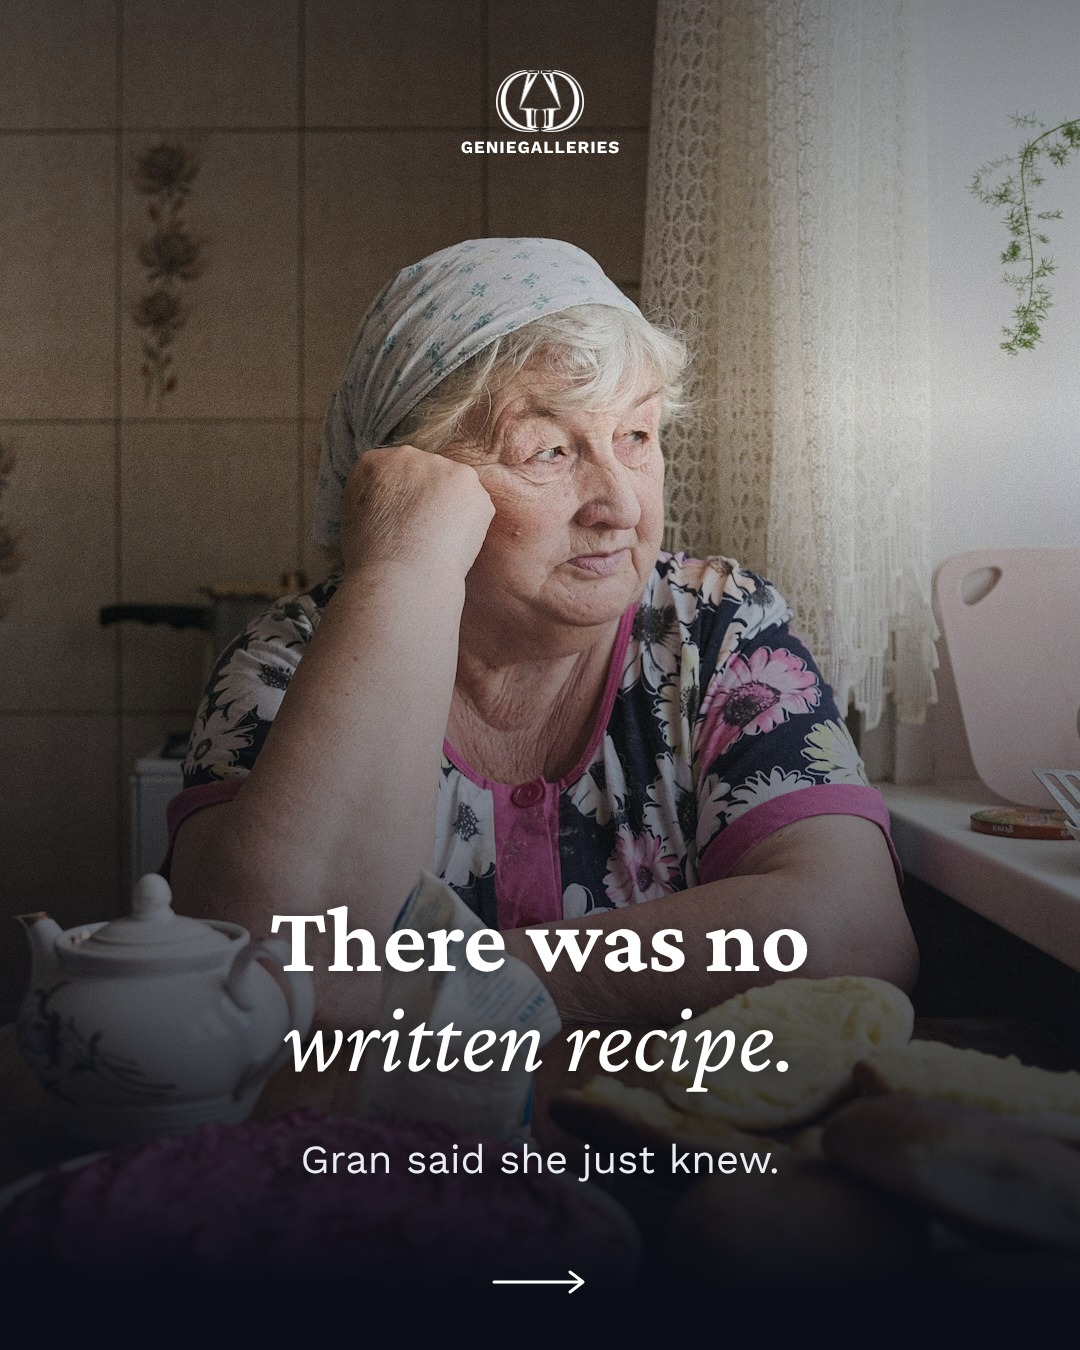 GENIEGALLERIES
There was no
written recipe.
Gran said she just knew.